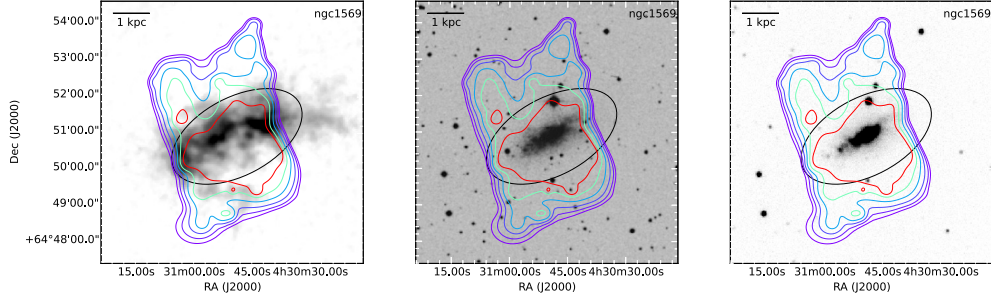 1 kpc
ngc1569
1 kpc
ngc1569
1 kpc
ngc1569
54'00.0"
53'00.0"
52'00.0"
51'00.0"
50'00.0"
49'00.0"
+64°48'00.0"
Dec (J2000)
15.00s 31m00.00s 45.00s 4h30m30.00s
15.00s 31m00.00s 45.00s 4h30m30.00s
15.00s 31m00.00s 45.00s 4h30m30.00s
RA (J2000)
RA (J2000)
RA (J2000)